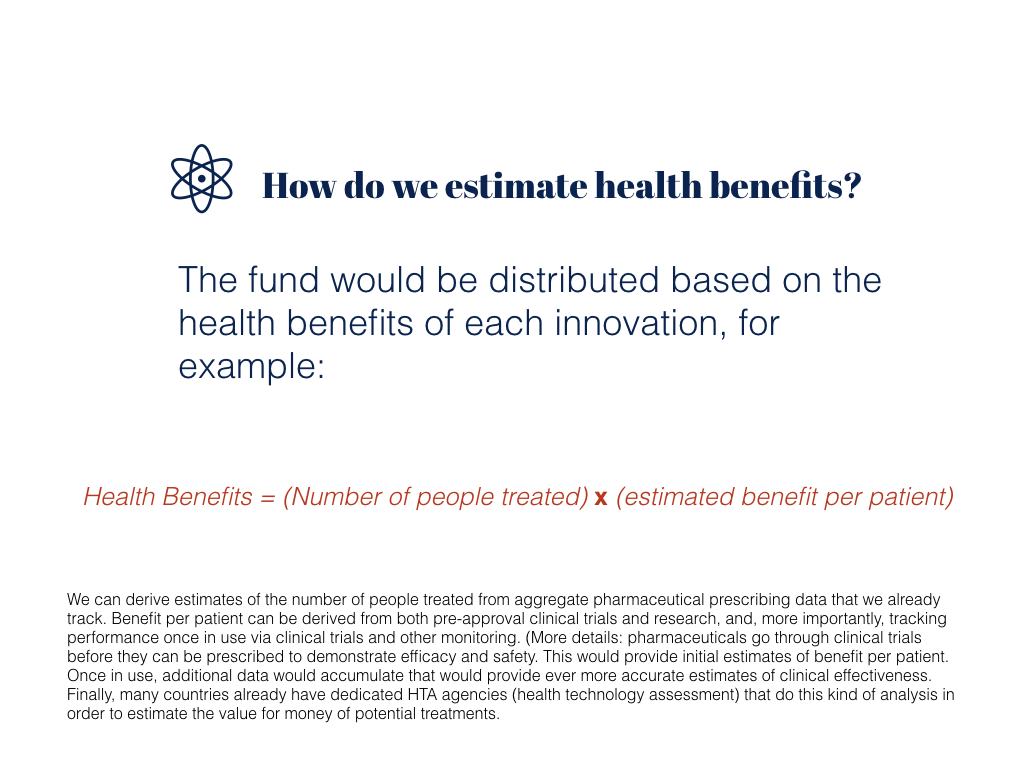 How do we estimate health benefits?
The fund would be distributed based on the
health benefits of each innovation, for
example:
Health Benefits = (Number of people treated) x (estimated benefit per patient)
We can derive estimates of the number of people treated from aggregate pharmaceutical prescribing data that we already
track. Benefit per patient can be derived from both pre-approval clinical trials and research, and, more importantly, tracking
performance once in use via clinical trials and other monitoring. (More details: pharmaceuticals go through clinical trials
before they can be prescribed to demonstrate efficacy and safety. This would provide initial estimates of benefit per patient.
Once in use, additional data would accumulate that would provide ever more accurate estimates of clinical effectiveness.
Finally, many countries already have dedicated HTA agencies (health technology assessment) that do this kind of analysis in
order to estimate the value for money of potential treatments.